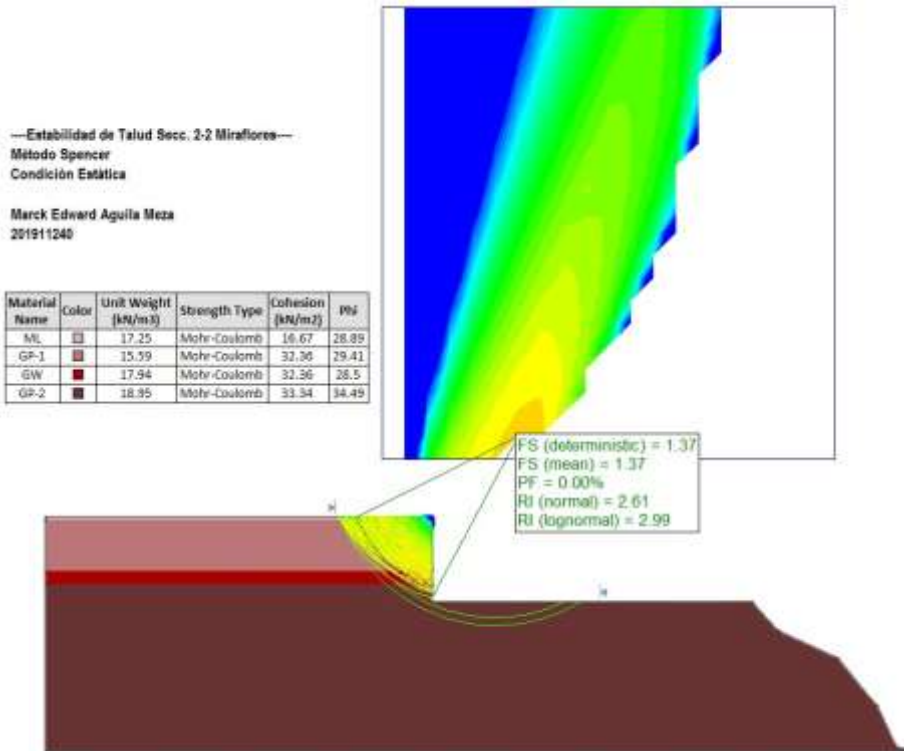 ----Estabilidad de Talud Secc. 2-2 Miraflores----
Método Spencer
Condición Estática
Marck Edward Aguila Meza
201911240
Material Name Color Unit Weight (kN/m3) Strength Type Cohesion (kN/m2) Phi
ML 17.25 Mohr-Coulomb 16.67 28.89
GP-1 15.59 Mohr-Coulomb 32.36 29.41
GW 17.94 Mohr-Coulomb 32.36 28.5
GP-2 18.95 Mohr-Coulomb 33.34 34.49
FS (deterministic) = 1.37
FS (mean) = 1.37
PF = 0.00%
RI (normal) = 2.61
RI (lognormal) = 2.99